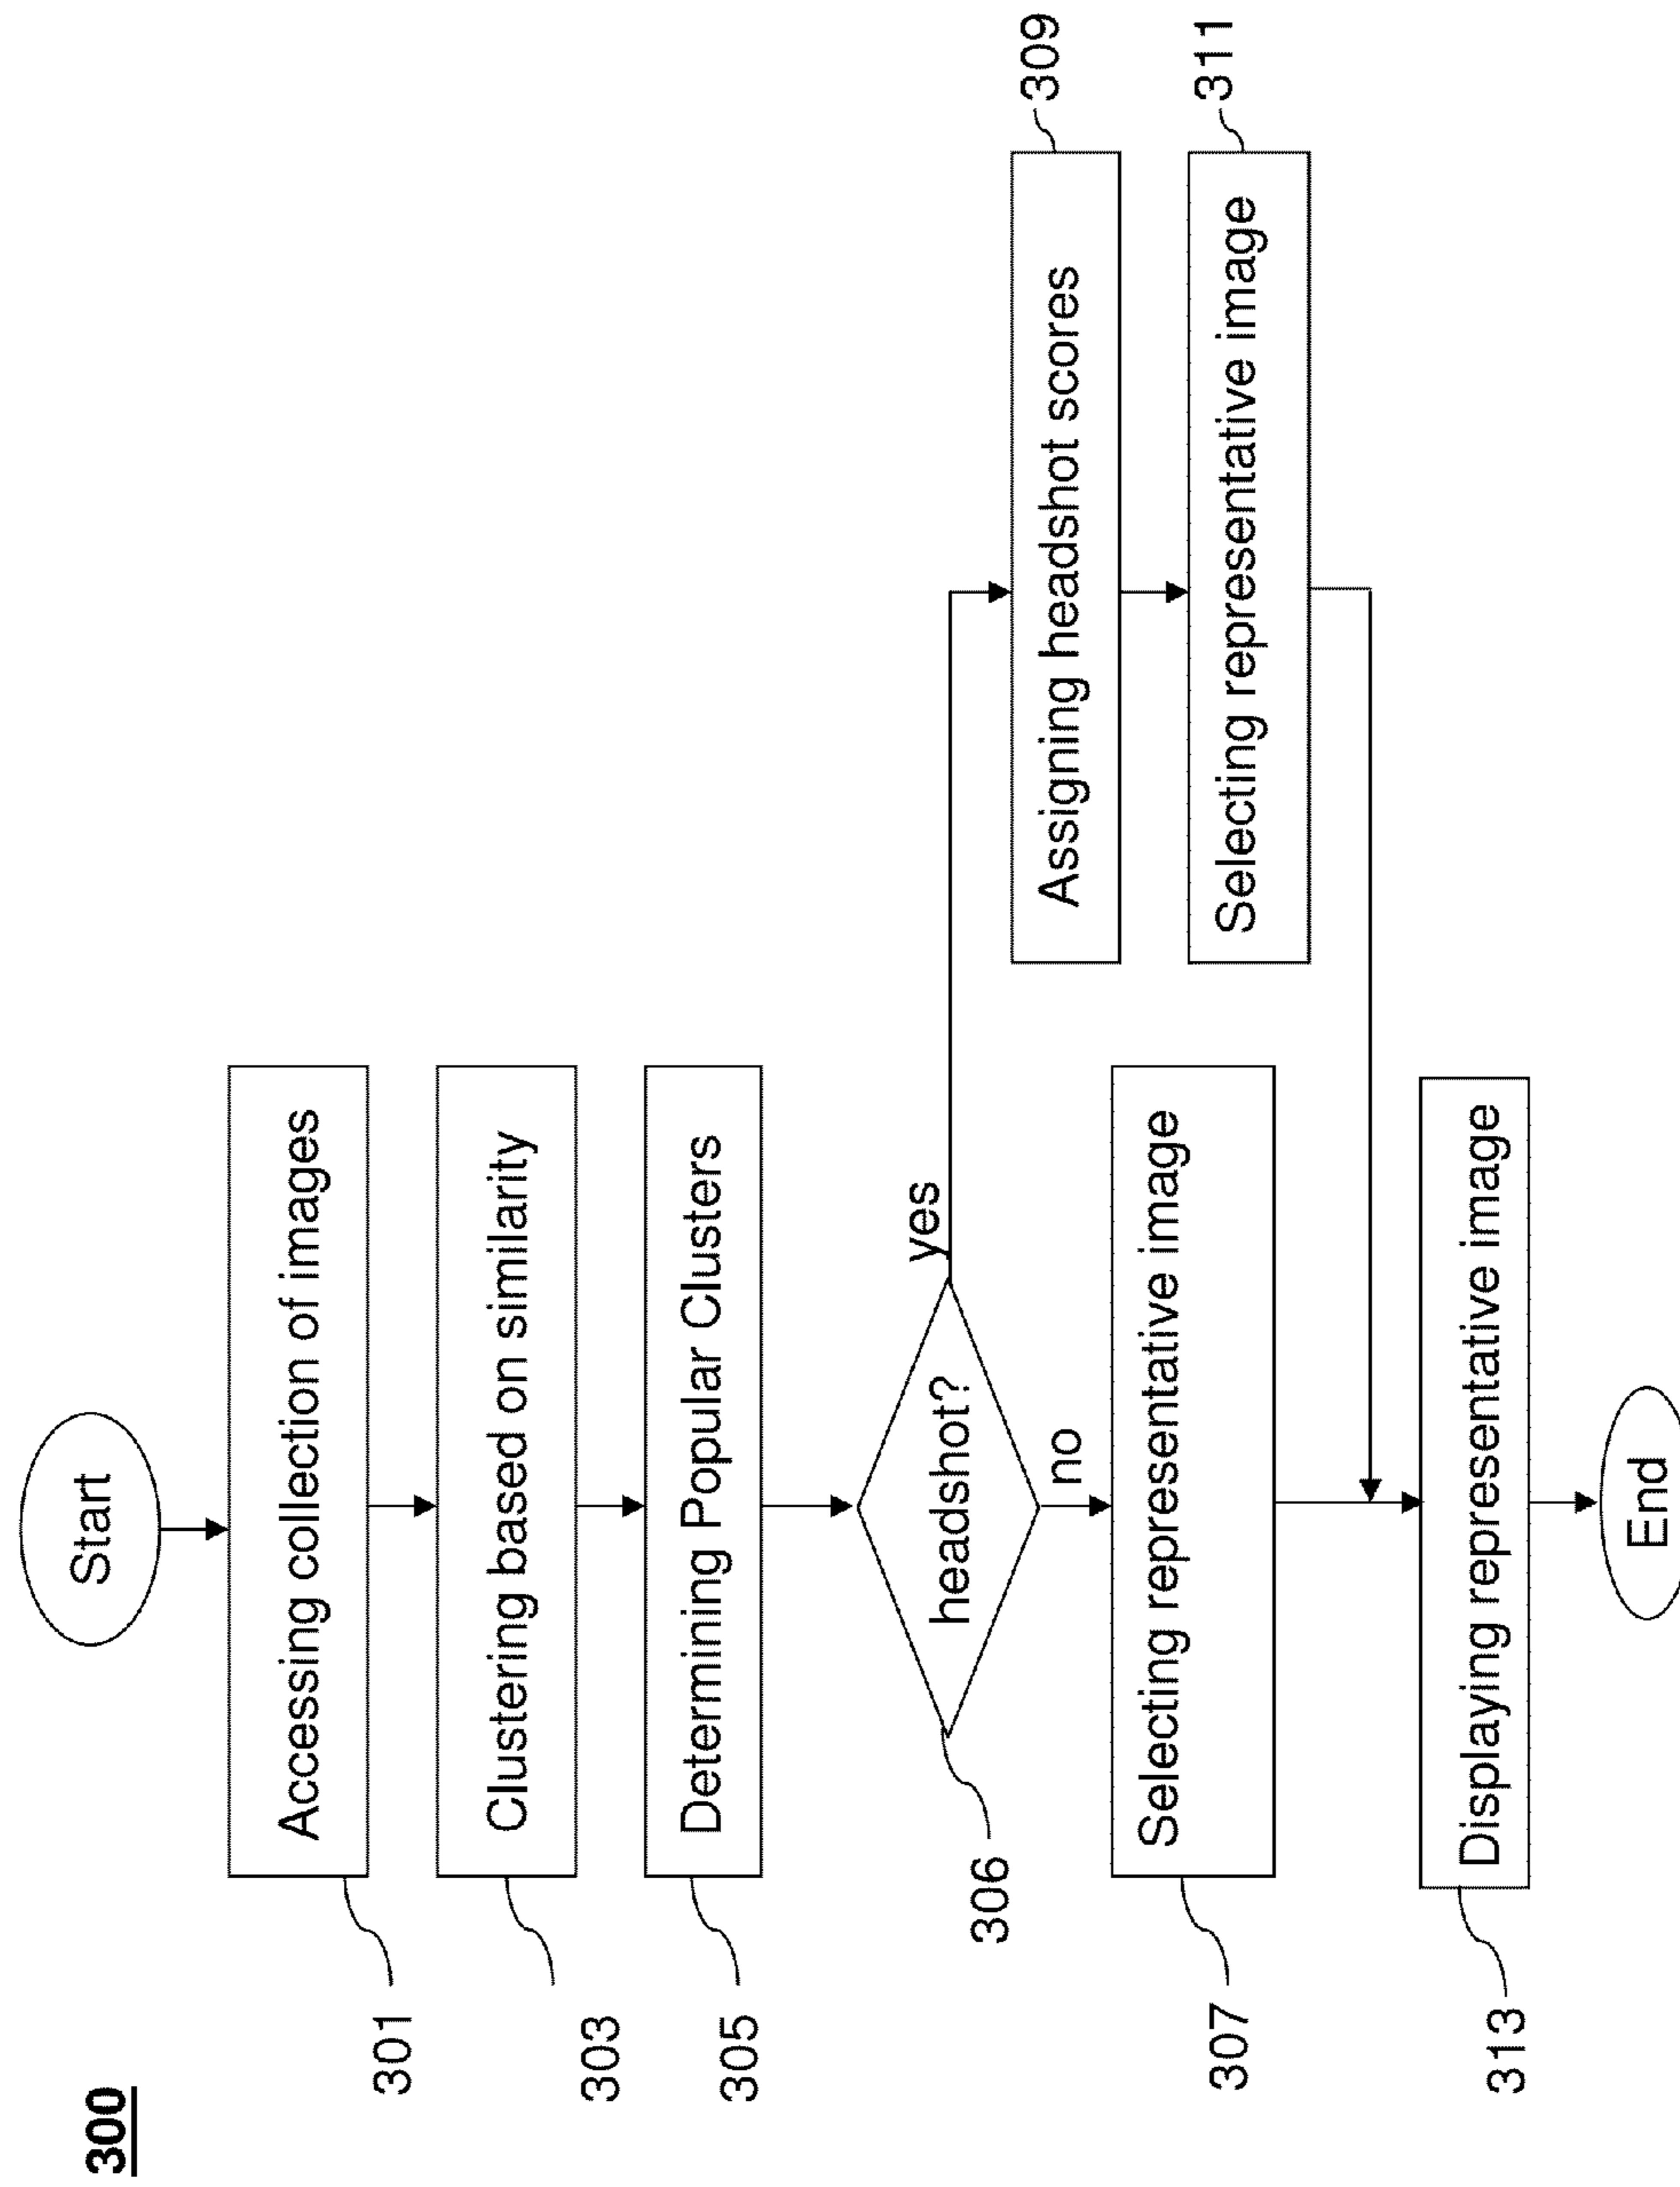 300
Start
301
Accessing collection of images
303
Clustering based on similarity
305
Determining Popular Clusters
306
headshot?
yes
no
309
Assigning headshot scores
311
Selecting representative image
307
Selecting representative image
313
Displaying representative image
End